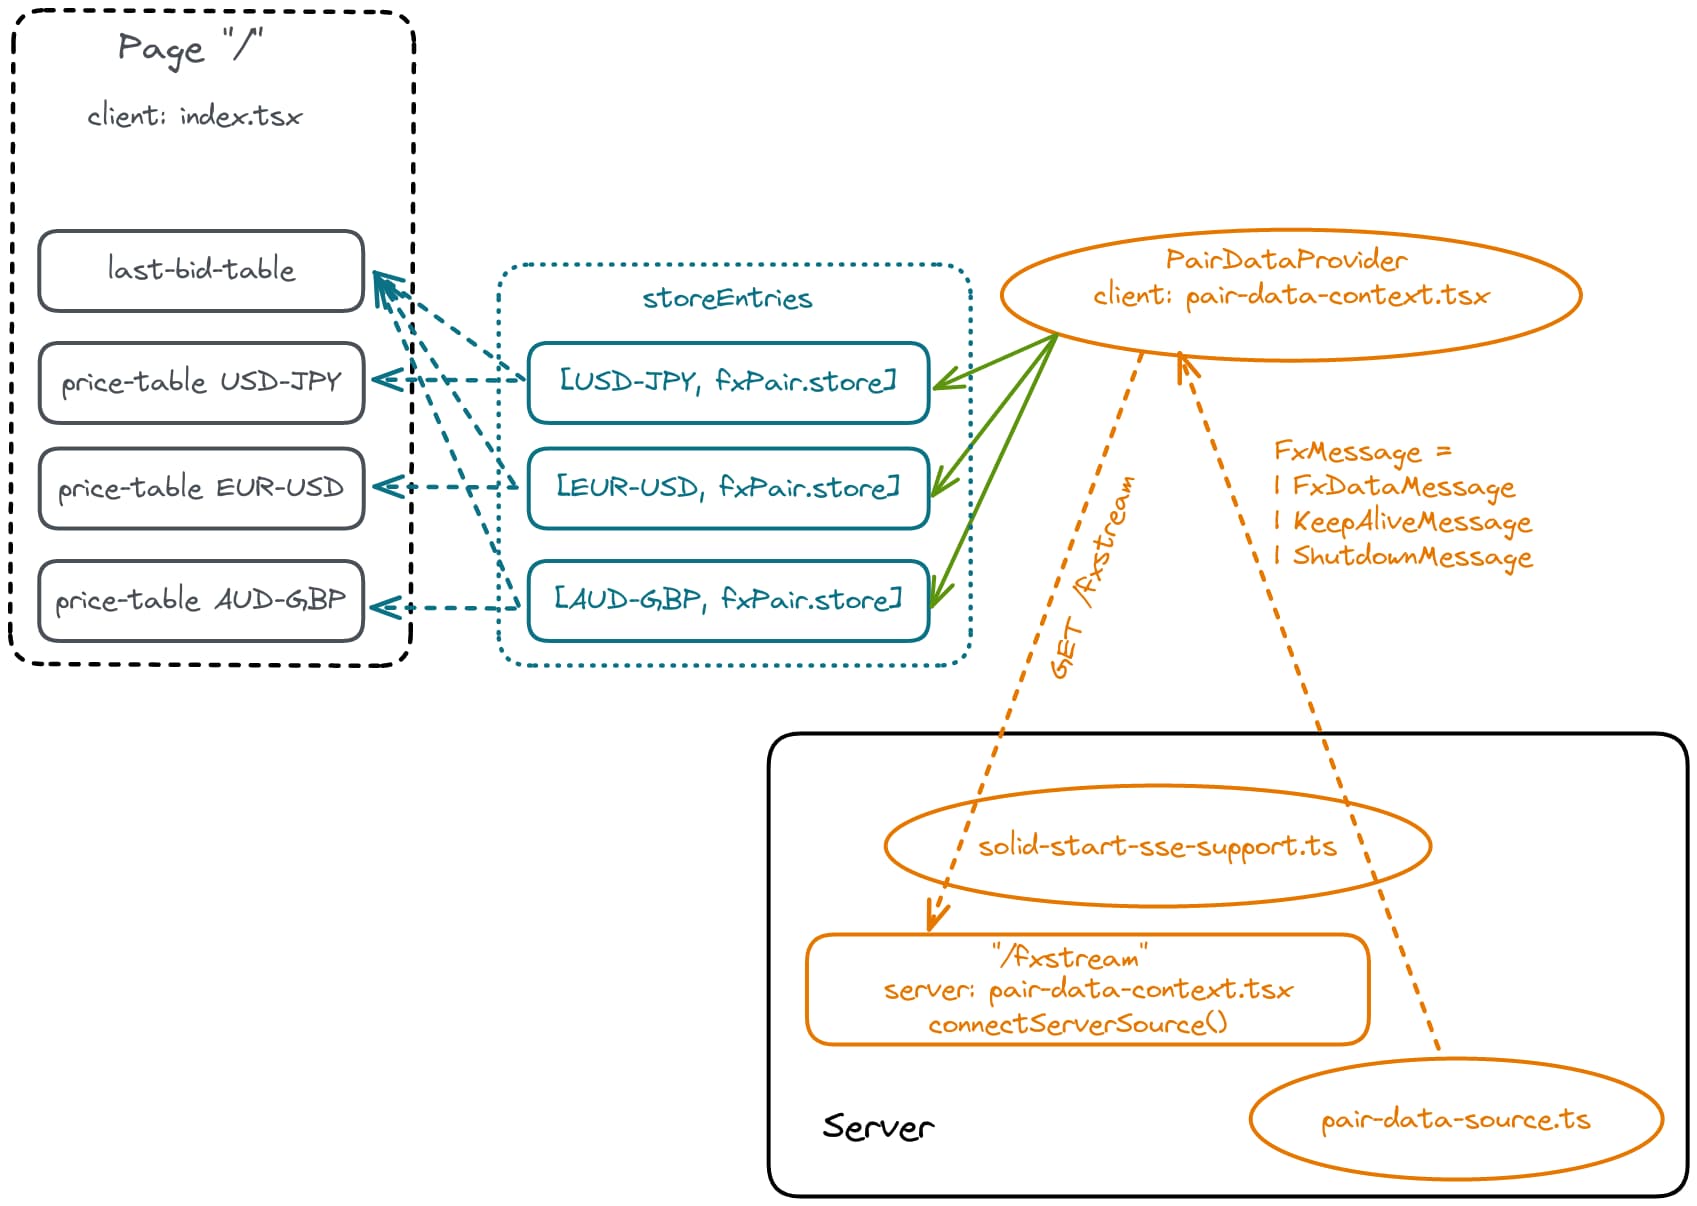 Page "/"
client: index.tsx
last-bid-table
price-table USD-JPY
price-table EUR-USD
price-table AUD-GBP
storeEntries
[USD-JPY, fxPair.store]
[EUR-USD, fxPair.store]
[AUD-GBP, fxPair.store]
PairDataProvider
client: pair-data-context.tsx
GET /fxstream
FxMessage =
| FxDataMessage
| KeepAliveMessage
| ShutdownMessage
solid-start-sse-support.ts
"/fxstream"
server: pair-data-context.tsx
connectServerSource()
pair-data-source.ts
Server